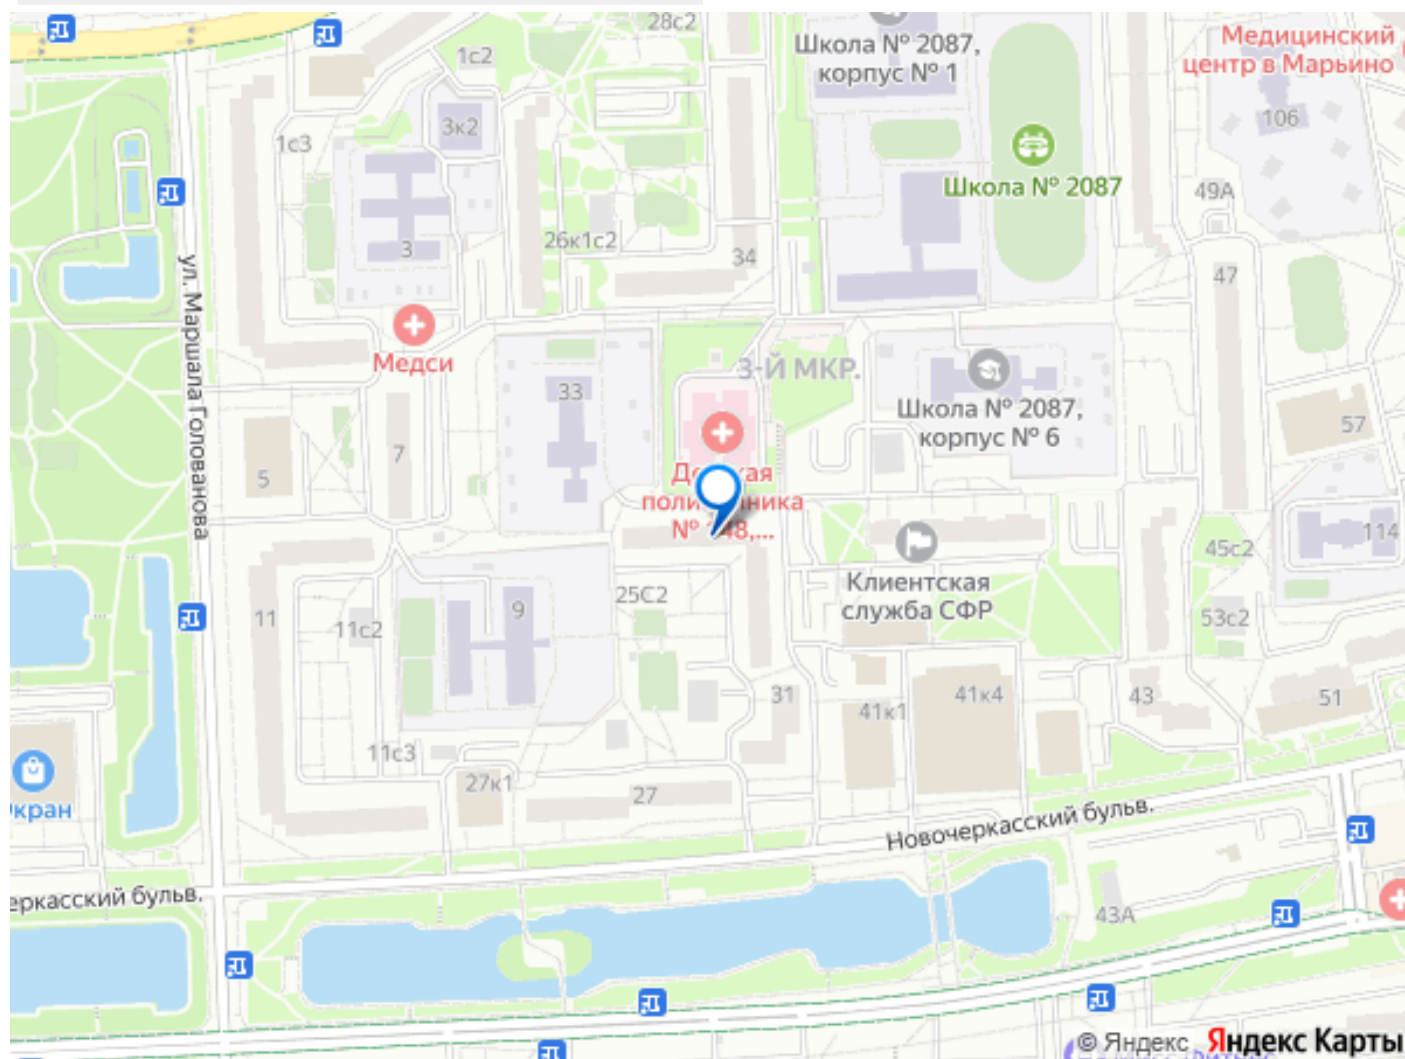 28с2
1с2
Школа № 2087,
корпус № 1
Медицинский
центр в Марьино
3к2
106
1с3
Школа № 2087
49А
26к1с2
3
34
47
ул. Маршала Голованова
Медси
3-Й МКР.
33
Школа № 2087,
корпус № 6
57
7
5
№
45с2
114
Клиентская
служба СФР
25С2
9
11
11с2
53с2
31
41к1
41к4
43
51
11с3
27к1
27
Новочеркасский бульв.
43А
© Яндекс Яндекс Карты